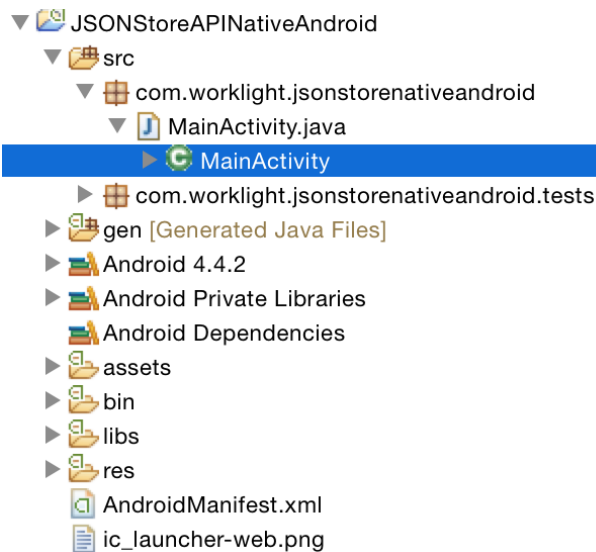 JSONStoreAPINativeAndroid
src
com.worklight.jsonstorenativeandroid
J MainActivity.java
C MainActivity
com.worklight.jsonstorenativeandroid.tests
gen [Generated Java Files]
Android 4.4.2
Android Private Libraries
Android Dependencies
assets
bin
libs
res
AndroidManifest.xml
ic_launcher-web.png